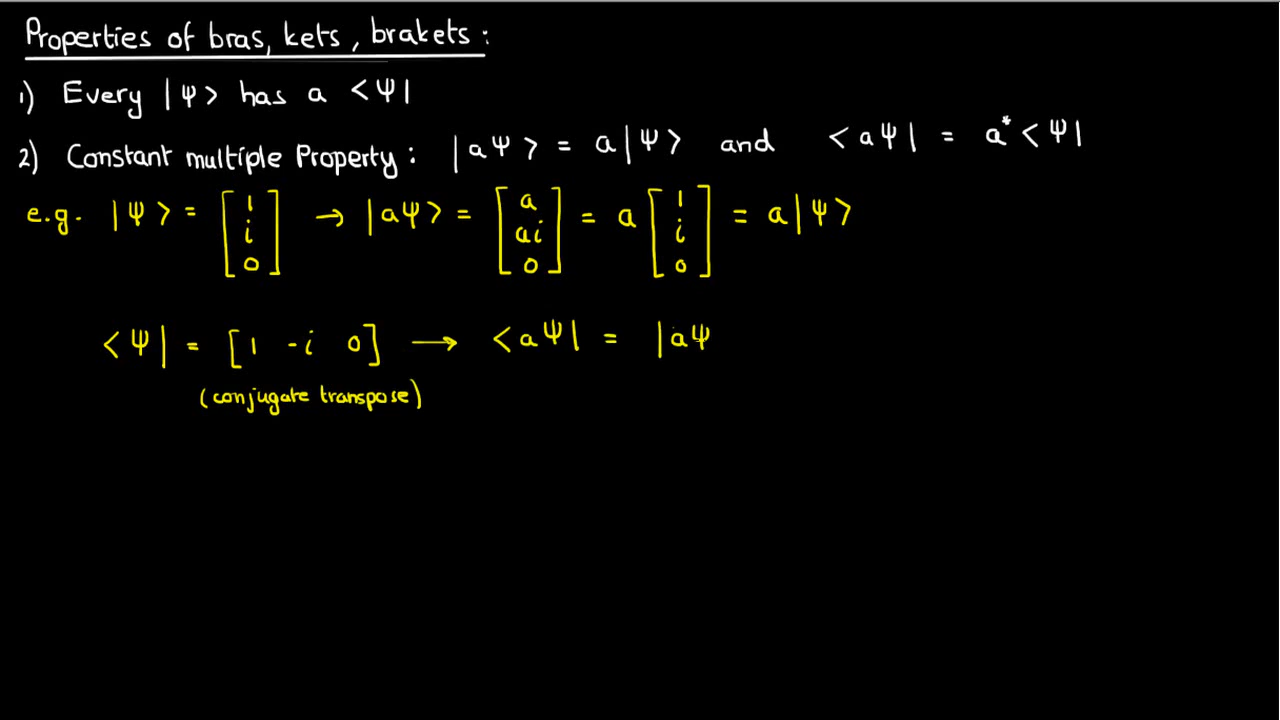 Properties of bras, kets, brakets:
1) Every |Ψ> has a <Ψ|
2) Constant multiple Property: |aΨ> = a|Ψ> and <aΨ| = a*<Ψ|
e.g. |Ψ> = [1 i 0] → |aΨ> = [a ai 0] = a [1 i 0] = a|Ψ>
<Ψ| = [1 -i 0] → <aΨ| = |aΨ
(conjugate transpose)